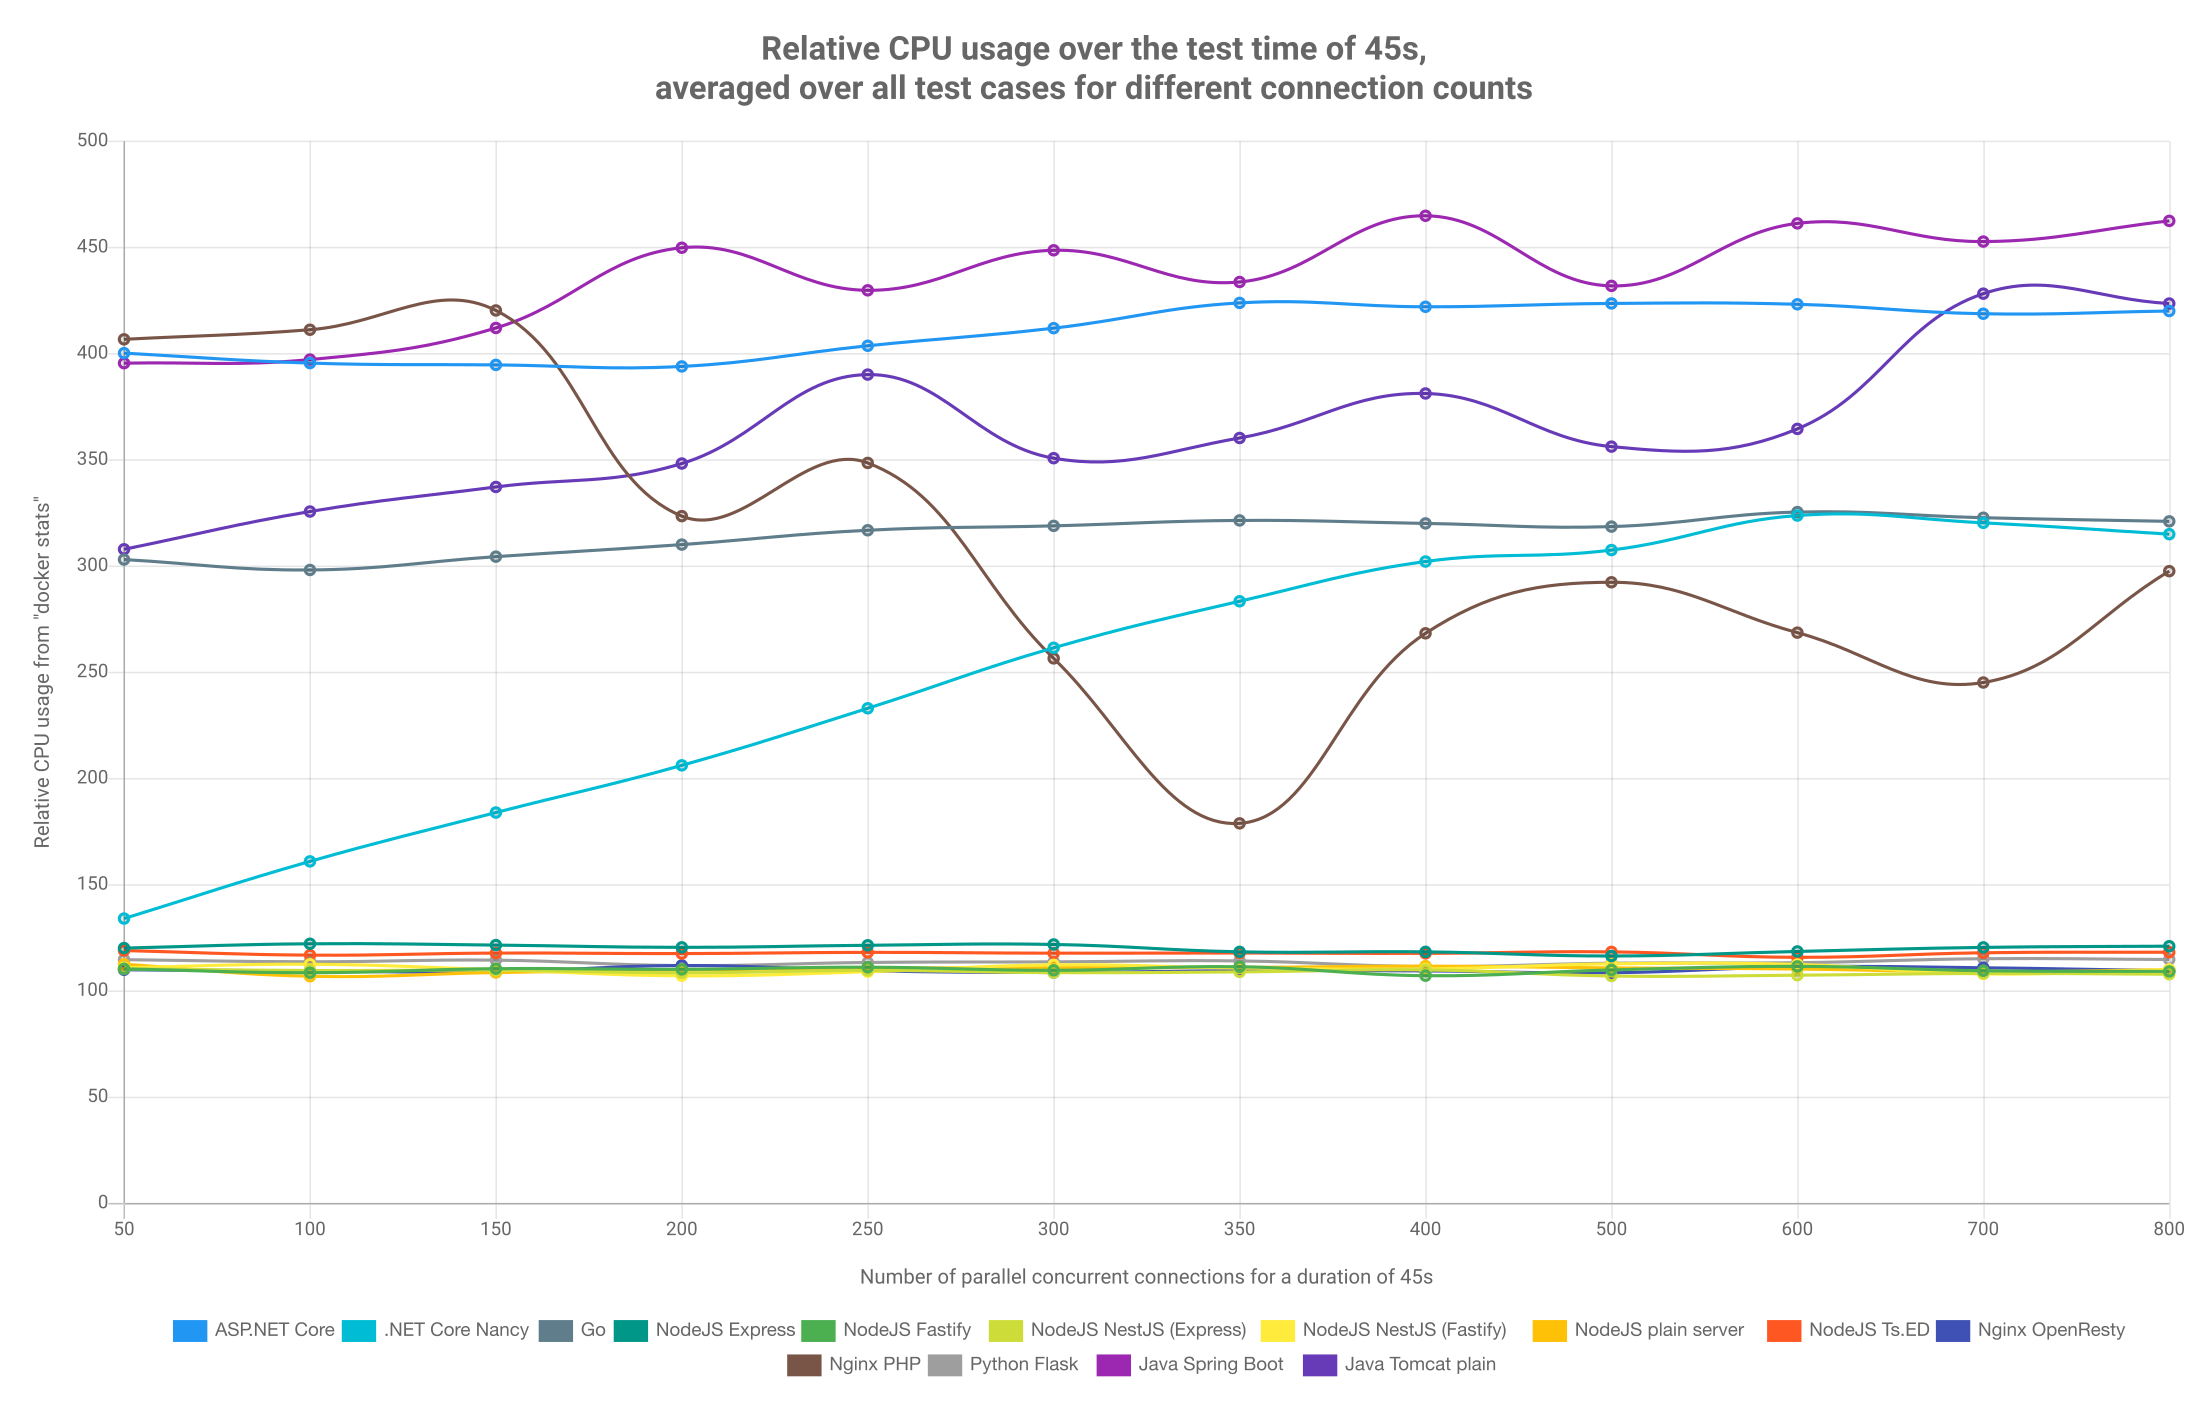 Relative CPU usage over the test time of 45s,
averaged over all test cases for different connection counts
500
450
400
350
300
250
200
150
100
50
0
Relative CPU usage from "docker stats"
50 100 150 200 250 300 350 400 500 600 700 800
Number of parallel concurrent connections for a duration of 45s
ASP.NET Core .NET Core Nancy Go NodeJS Express NodeJS Fastify NodeJS NestJS (Express) NodeJS NestJS (Fastify) NodeJS plain server NodeJS Ts.ED Nginx OpenResty
Nginx PHP Python Flask Java Spring Boot Java Tomcat plain